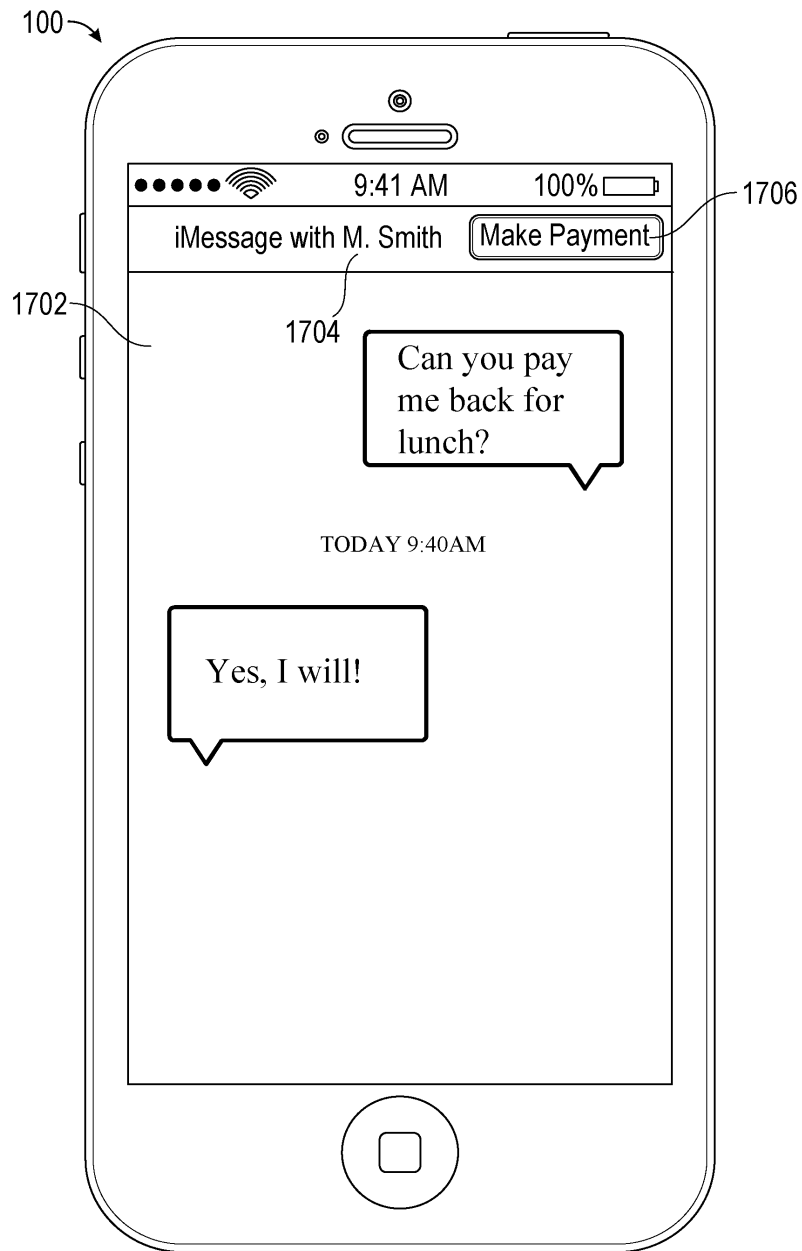 100
9:41 AM 100%
iMessage with M. Smith Make Payment
1706
1702
1704
Can you pay
me back for
lunch?
TODAY 9:40AM
Yes, I will!